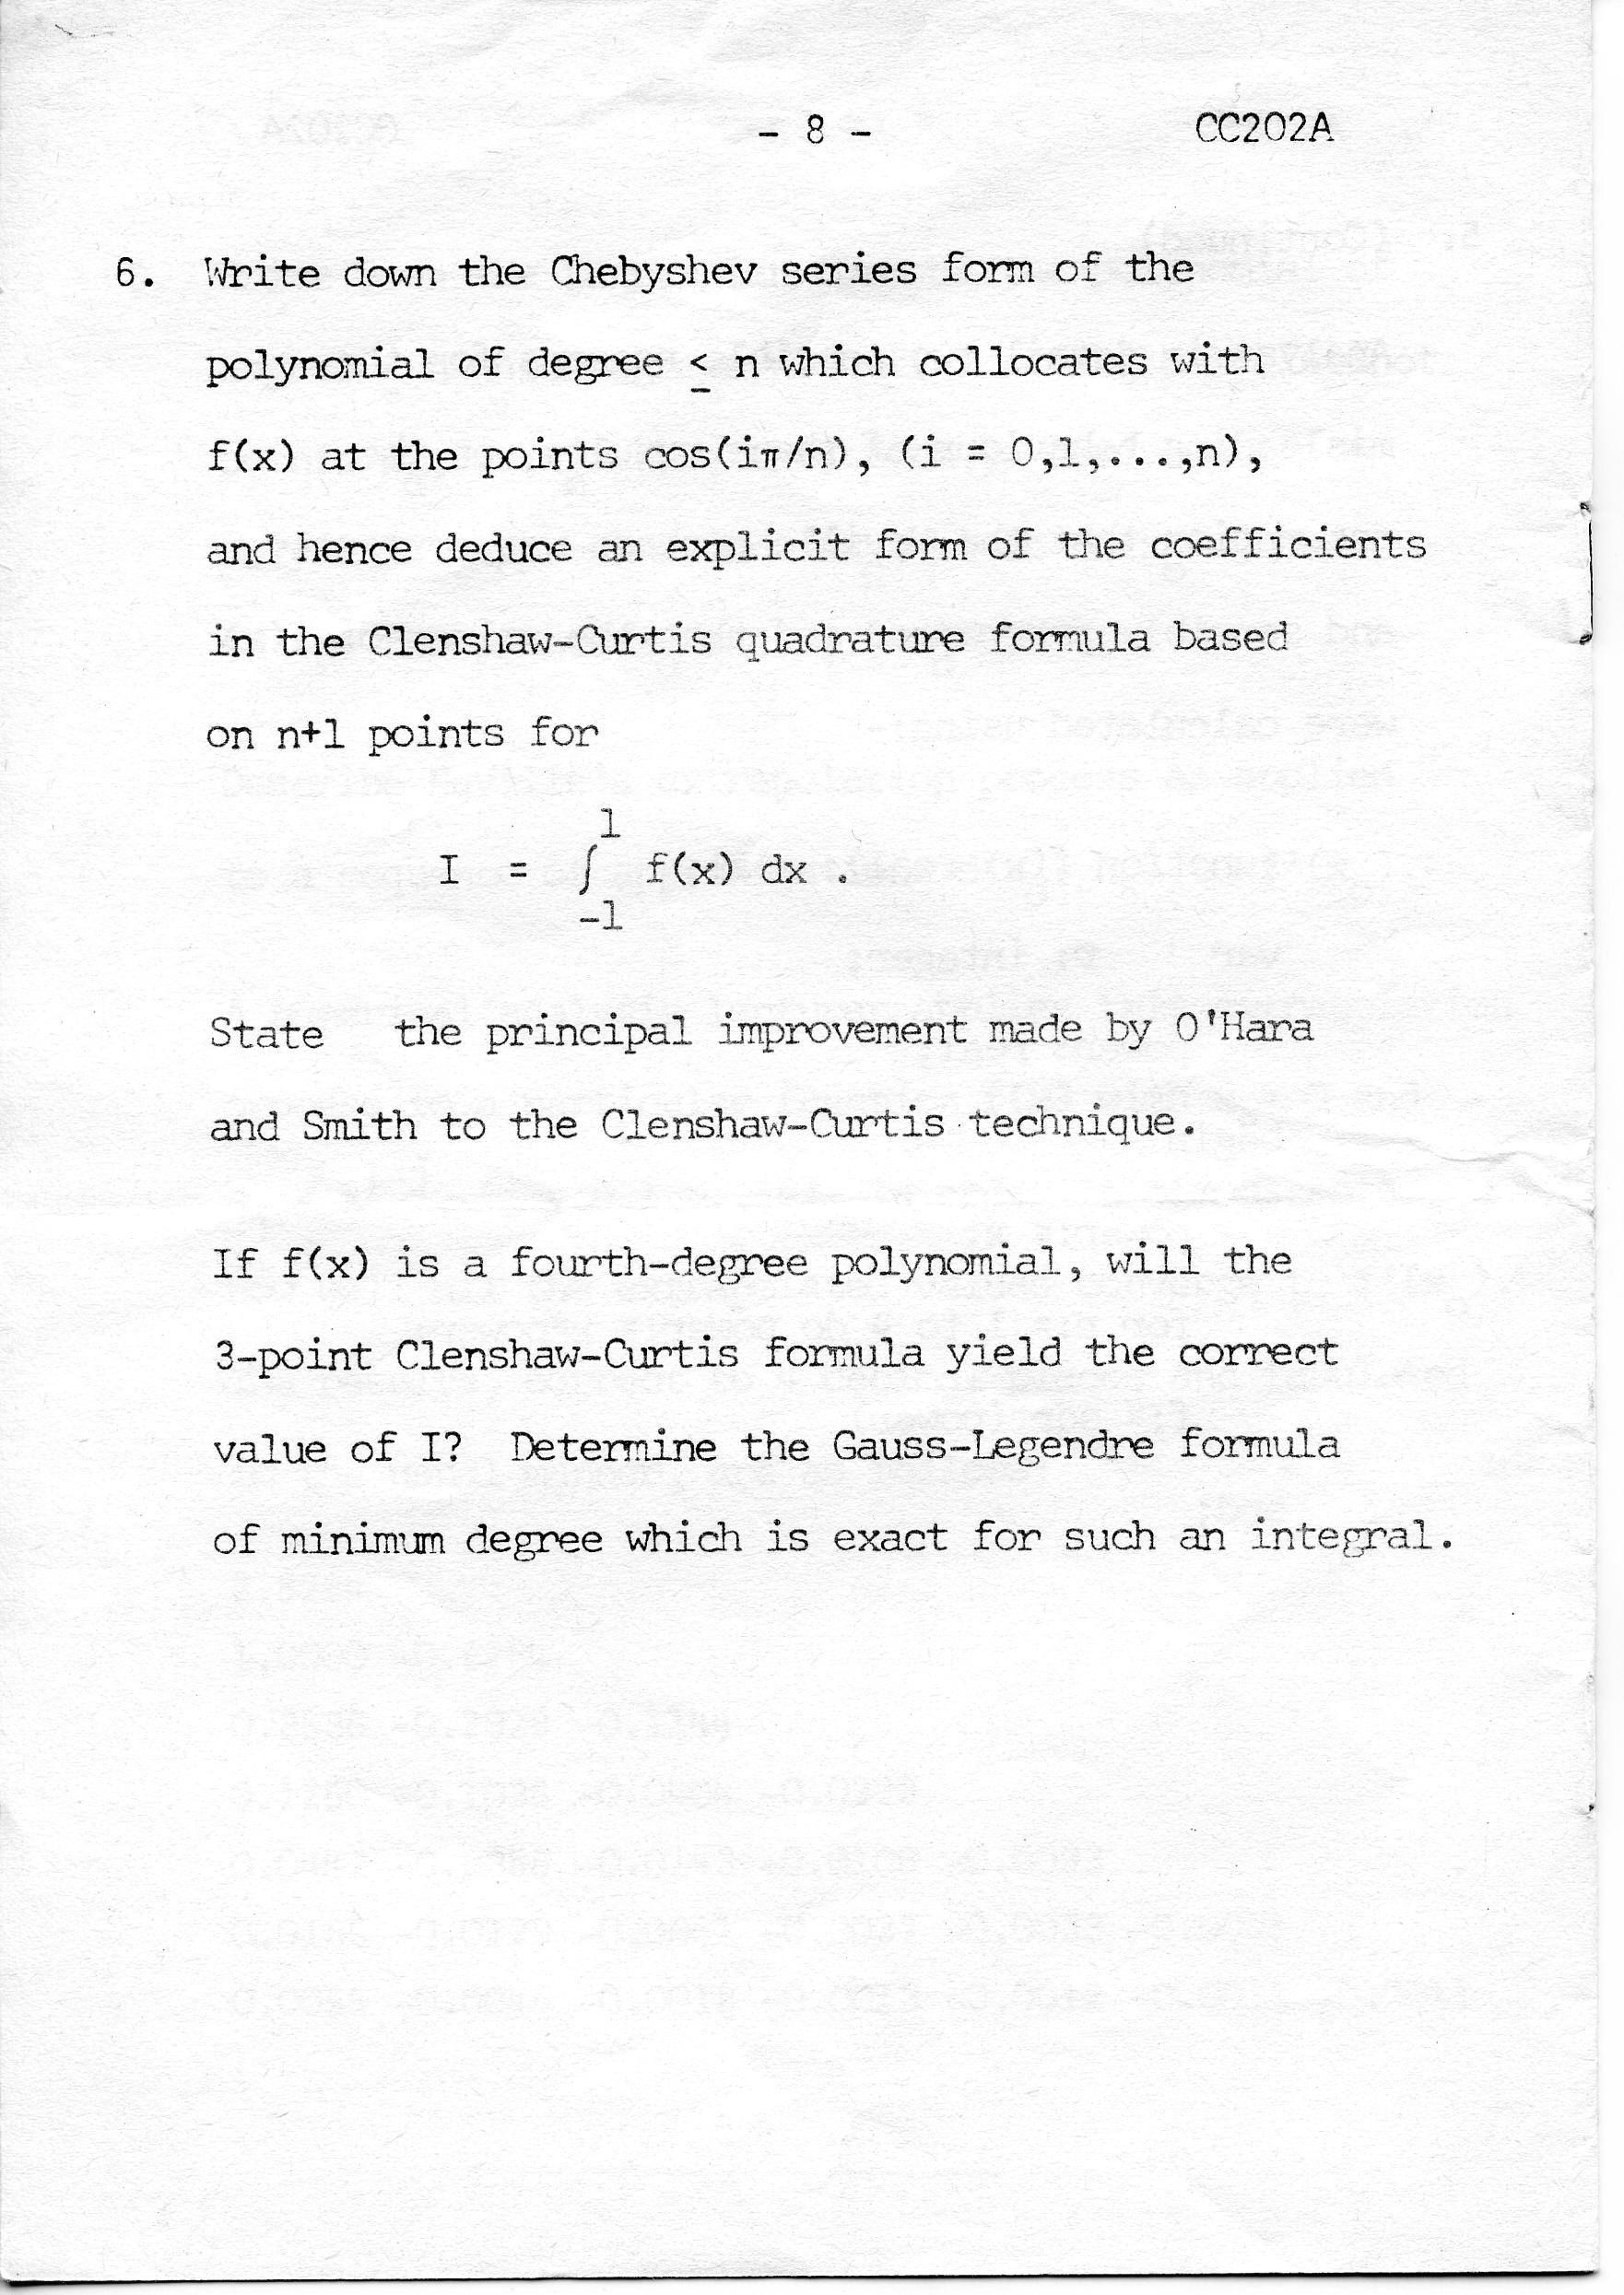 - 8 - CC202A
6. Write down the Chebyshev series form of the
polynomial of degree ≤ n which collocates with
f(x) at the points cos(iπ/n), (i = 0,1,...,n),
and hence deduce an explicit form of the coefficients
in the Clenshaw-Curtis quadrature formula based
on n+1 points for
1
I = ∫ f(x) dx .
-1
State the principal improvement made by O'Hara
and Smith to the Clenshaw-Curtis technique.
If f(x) is a fourth-degree polynomial, will the
3-point Clenshaw-Curtis formula yield the correct
value of I? Determine the Gauss-Legendre formula
of minimum degree which is exact for such an integral.